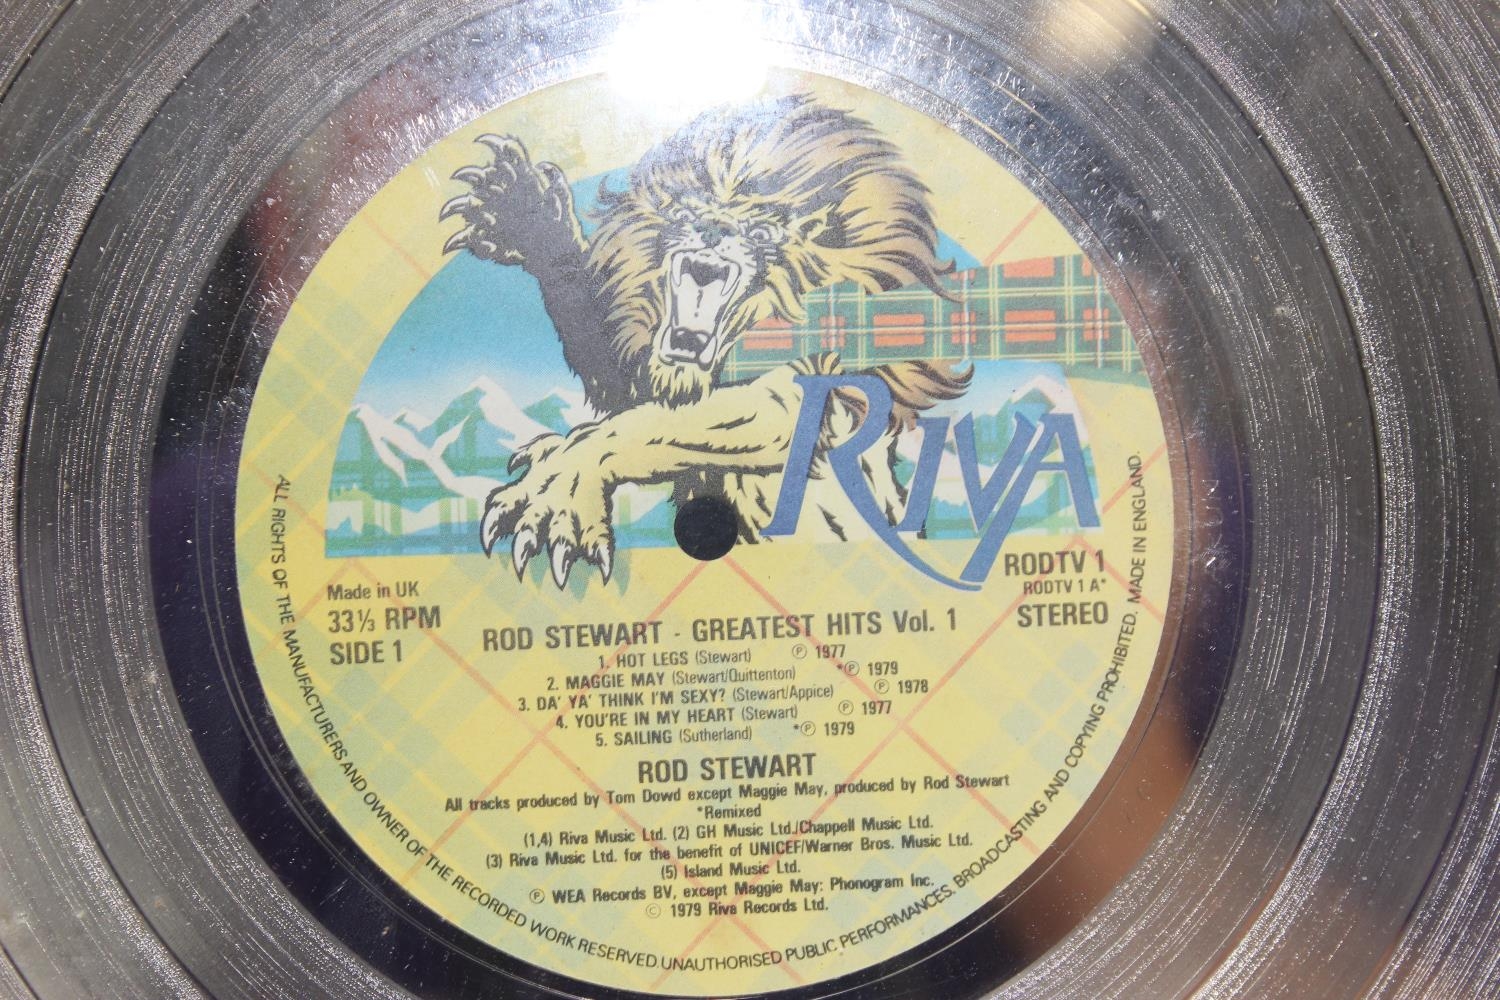 RIVA
RODTV 1
RODTV 1 A*
STEREO
Made in UK
33⅓ RPM
SIDE 1
ROD STEWART - GREATEST HITS Vol. 1
1. HOT LEGS (Stewart) Ⓟ 1977
2. MAGGIE MAY (Stewart/Quittenton) *Ⓟ 1979
3. DA' YA' THINK I'M SEXY? (Stewart/Appice) Ⓟ 1978
4. YOU'RE IN MY HEART (Stewart) Ⓟ 1977
5. SAILING (Sutherland) *Ⓟ 1979
ROD STEWART
All tracks produced by Tom Dowd except Maggie May, produced by Rod Stewart
*Remixed
(1,4) Riva Music Ltd. (2) GH Music Ltd./Chappell Music Ltd.
(3) Riva Music Ltd. for the benefit of UNICEF/Warner Bros. Music Ltd.
(5) Island Music Ltd.
Ⓟ WEA Records BV, except Maggie May: Phonogram Inc.
© 1979 Riva Records Ltd.
ALL RIGHTS OF THE MANUFACTURERS AND OWNER OF THE RECORDED WORK RESERVED. UNAUTHORISED PUBLIC PERFORMANCES, BROADCASTING AND COPYING PROHIBITED. MADE IN ENGLAND.